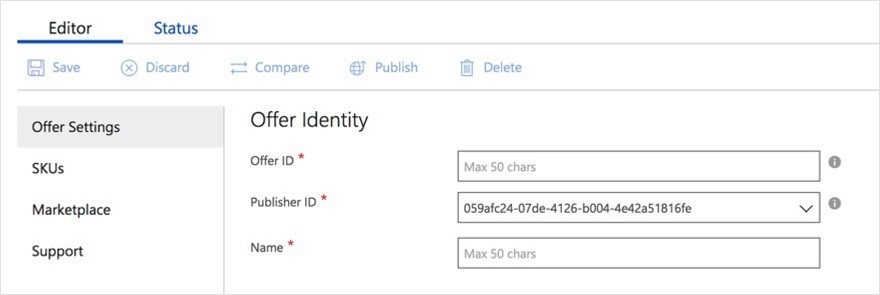 Editor Status
Save Discard Compare Publish Delete
Offer Settings
SKUs
Marketplace
Support
Offer Identity
Offer ID * Max 50 chars
Publisher ID * 059afc24-07de-4126-b004-4e42a51816fe
Name * Max 50 chars